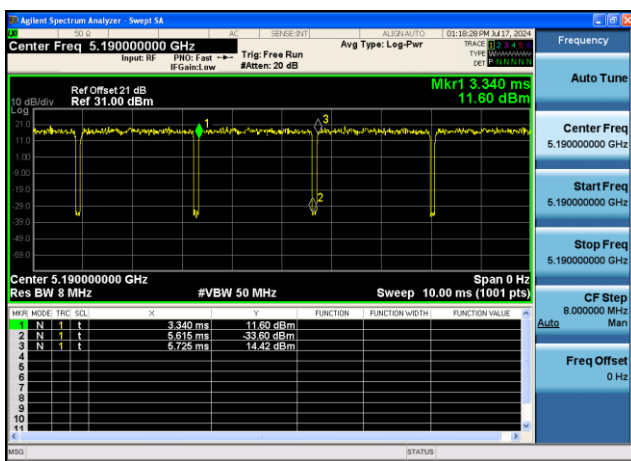 Agilent Spectrum Analyzer - Swept SA
50 Ω AC SENSE:INT ALIGN AUTO 01:18:28 PM Jul 17, 2024
Center Freq 5.190000000 GHz
Input: RF PNO: Fast Trig: Free Run Avg Type: Log-Pwr TRACE 1 2 3 4 5 6
IFGain:Low #Atten: 20 dB TYPE W
DET P N N N N N
Ref Offset 21 dB Mkr1 3.340 ms
10 dB/div Ref 31.00 dBm 11.60 dBm
Log
21.0
11.0
1.00
-9.00
-19.0
-29.0
-39.0
-49.0
-59.0
1
3
2
Center 5.190000000 GHz Span 0 Hz
Res BW 8 MHz #VBW 50 MHz Sweep 10.00 ms (1001 pts)
MKR MODE TRC SCL X Y FUNCTION FUNCTION WIDTH FUNCTION VALUE
1 N 1 t 3.340 ms 11.60 dBm
2 N 1 t 5.615 ms -33.60 dBm
3 N 1 t 5.725 ms 14.42 dBm
4
5
6
7
8
9
10
11
MSG STATUS
Frequency
Auto Tune
Center Freq
5.190000000 GHz
Start Freq
5.190000000 GHz
Stop Freq
5.190000000 GHz
CF Step
8.000000 MHz
Auto Man
Freq Offset
0 Hz